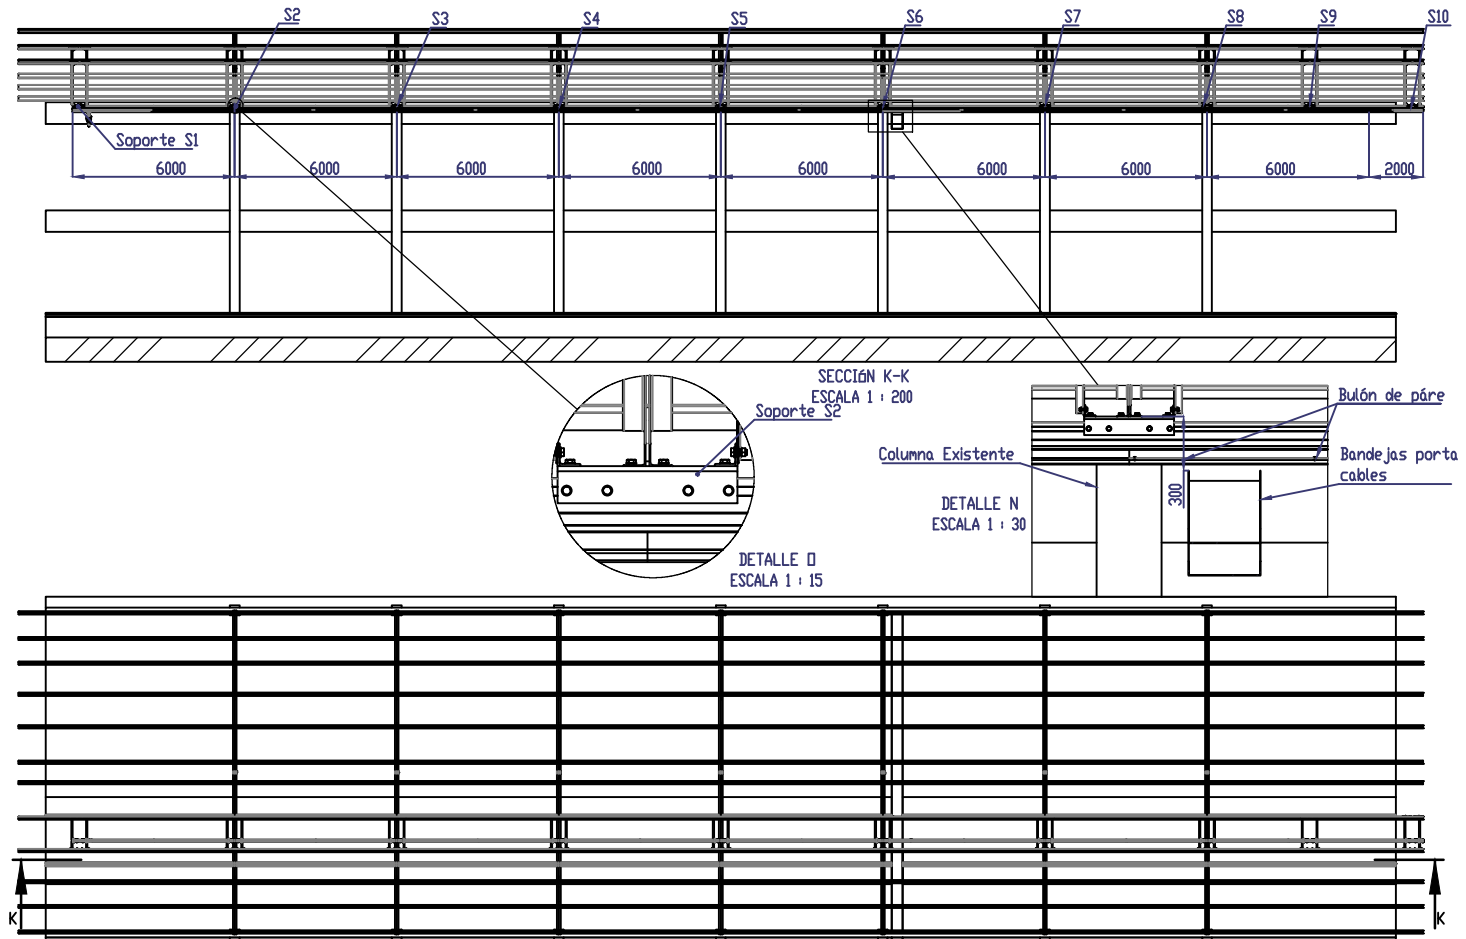 S2
S3
S4
S5
S6
S7
S8
S9
S10
Soporte S1
6000
6000
6000
6000
6000
6000
6000
6000
2000
SECCIóN K-K
ESCALA 1 : 200
Soporte S2
DETALLE O
ESCALA 1 : 15
Bulón de páre
Columna Existente
Bandejas porta
cables
300
DETALLE N
ESCALA 1 : 30
K
K